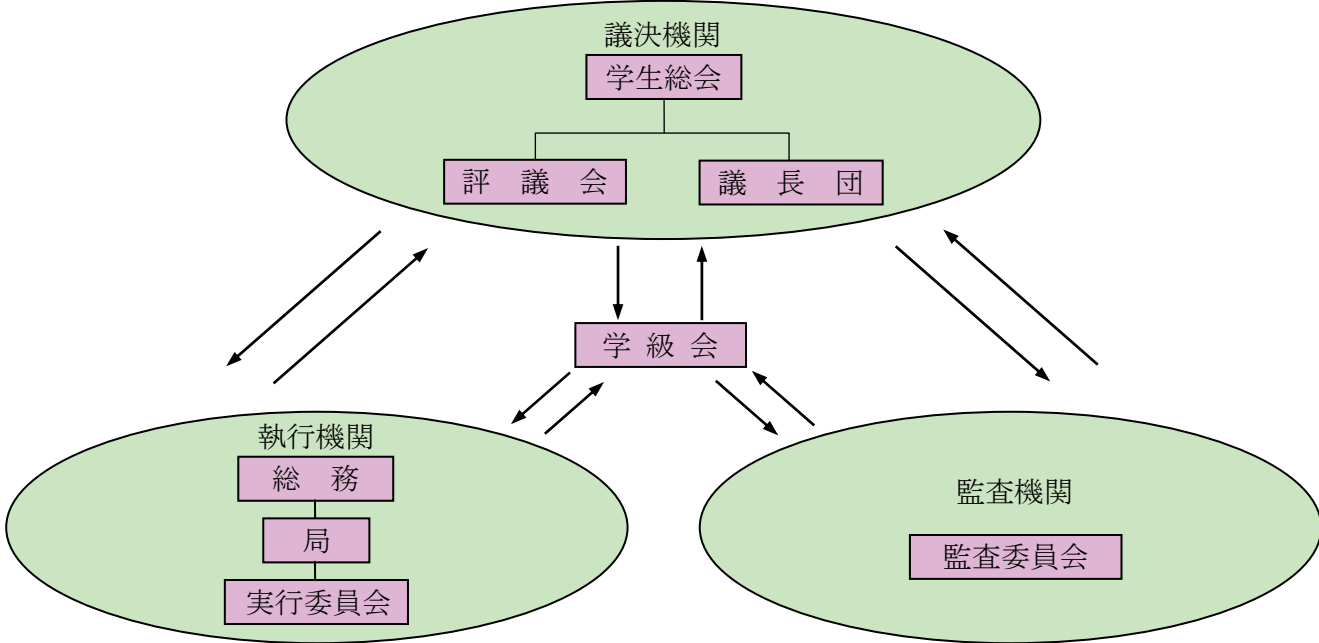 議決機関
学生総会
評 議 会
議 長 団
学 級 会
執行機関
総 務
局
実行委員会
監査機関
監査委員会